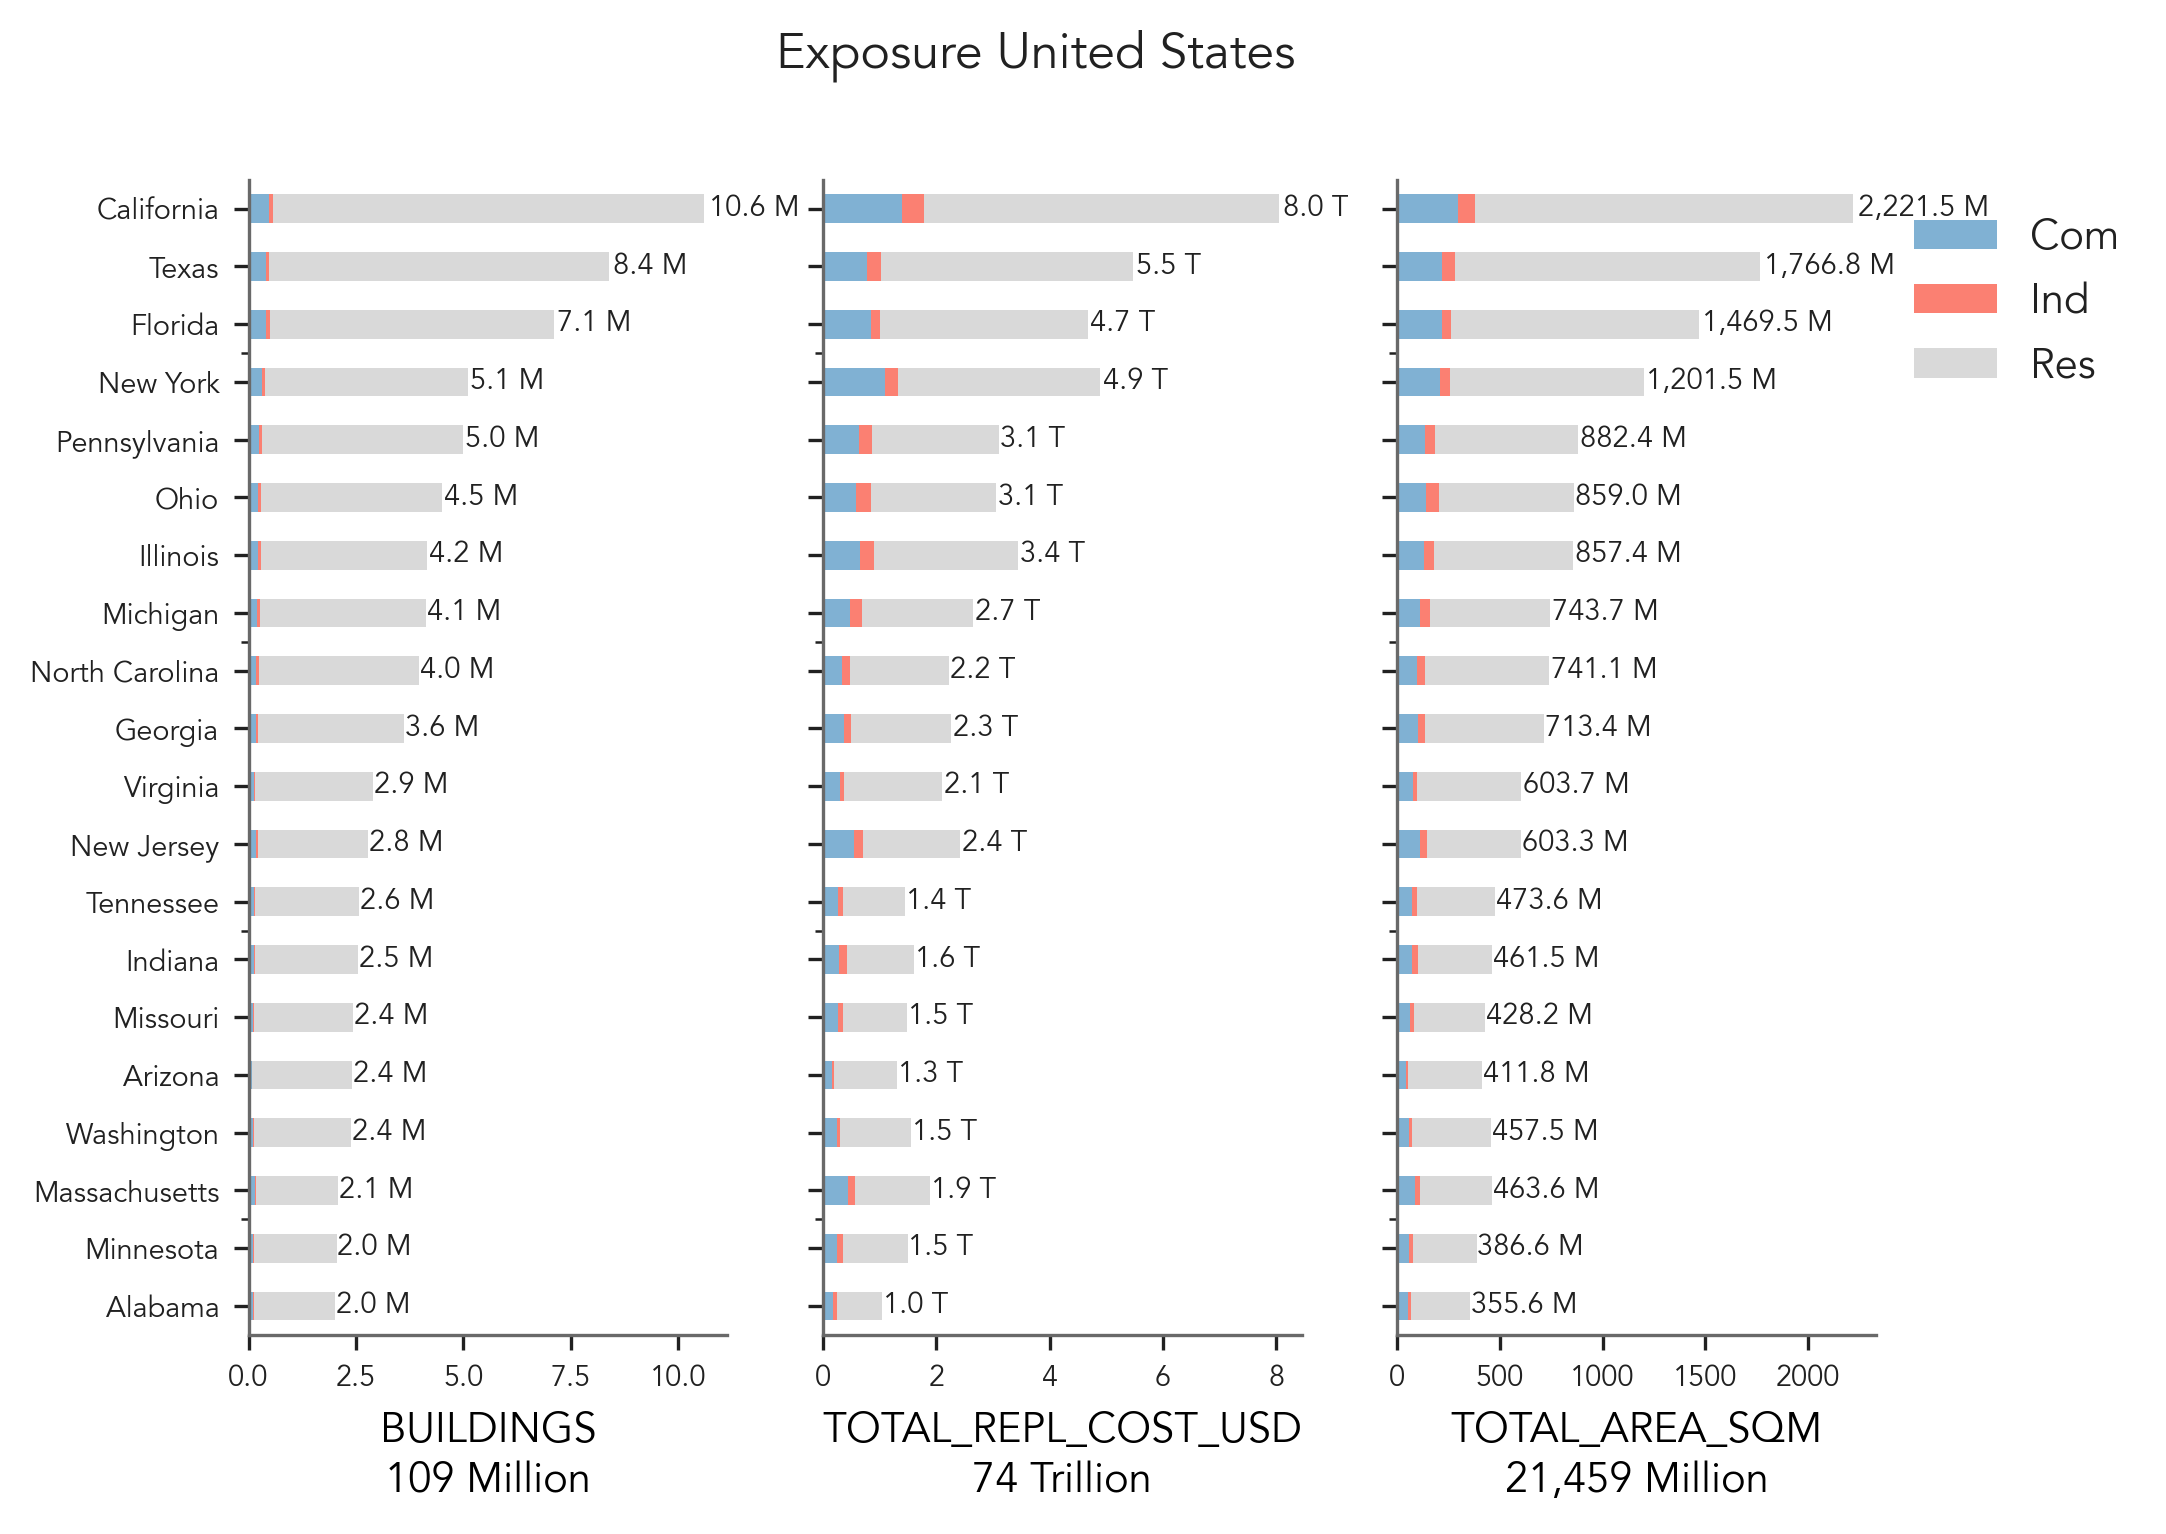 Exposure United States
California
Texas
Florida
New York
Pennsylvania
Ohio
Illinois
Michigan
North Carolina
Georgia
Virginia
New Jersey
Tennessee
Indiana
Missouri
Arizona
Washington
Massachusetts
Minnesota
Alabama
10.6 M
8.4 M
7.1 M
5.1 M
5.0 M
4.5 M
4.2 M
4.1 M
4.0 M
3.6 M
2.9 M
2.8 M
2.6 M
2.5 M
2.4 M
2.4 M
2.4 M
2.1 M
2.0 M
2.0 M
0.0 2.5 5.0 7.5 10.0
BUILDINGS
109 Million
8.0 T
5.5 T
4.7 T
4.9 T
3.1 T
3.1 T
3.4 T
2.7 T
2.2 T
2.3 T
2.1 T
2.4 T
1.4 T
1.6 T
1.5 T
1.3 T
1.5 T
1.9 T
1.5 T
1.0 T
0 2 4 6 8
TOTAL_REPL_COST_USD
74 Trillion
2,221.5 M
1,766.8 M
1,469.5 M
1,201.5 M
882.4 M
859.0 M
857.4 M
743.7 M
741.1 M
713.4 M
603.7 M
603.3 M
473.6 M
461.5 M
428.2 M
411.8 M
457.5 M
463.6 M
386.6 M
355.6 M
0 500 1000 1500 2000
TOTAL_AREA_SQM
21,459 Million
Com
Ind
Res